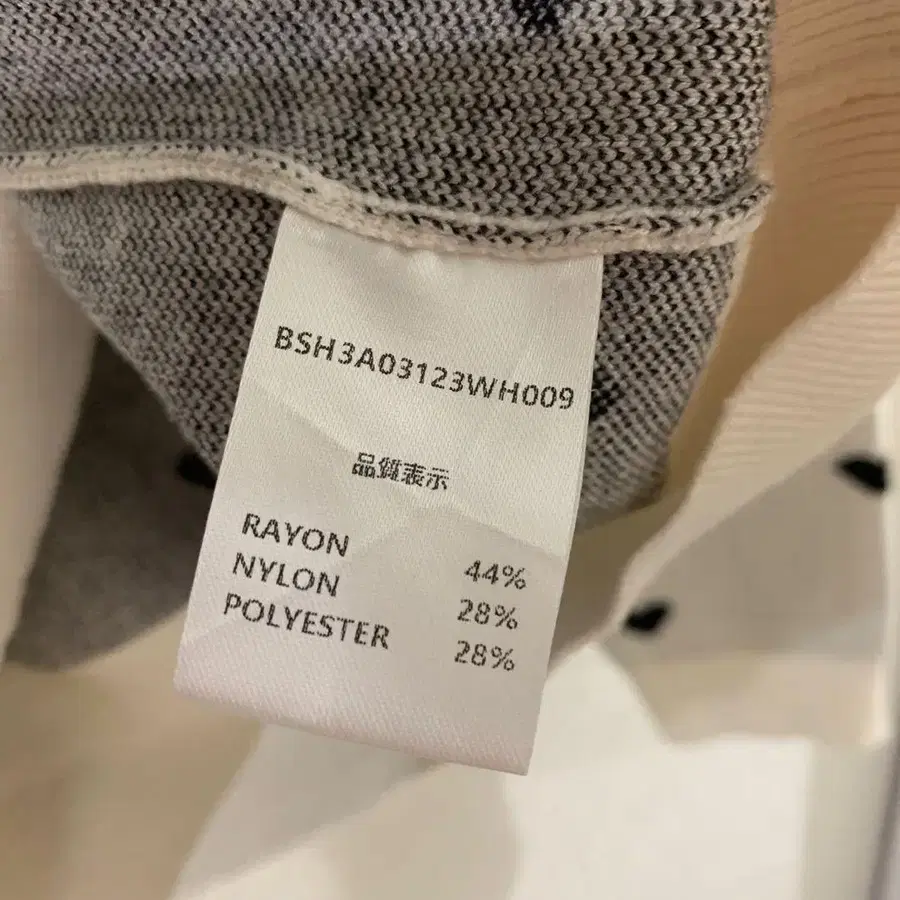 BSH3A03123WH009
品質表示
RAYON 44%
NYLON 28%
POLYESTER 28%